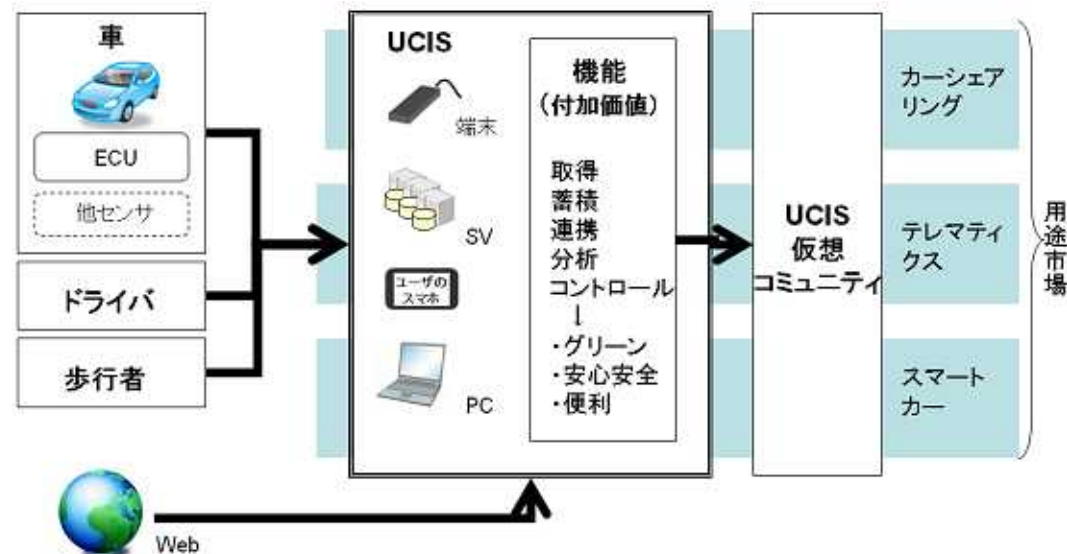 車
ECU
他センサ
ドライバ
歩行者
Web
UCIS
端末
SV
ユーザの
スマホ
PC
機能
(付加価値)
取得
蓄積
連携
分析
コントロール
↓
・グリーン
・安心安全
・便利
UCIS
仮想
コミュニティ
カーシェア
リング
テレマティ
クス
スマート
カー
用途市場